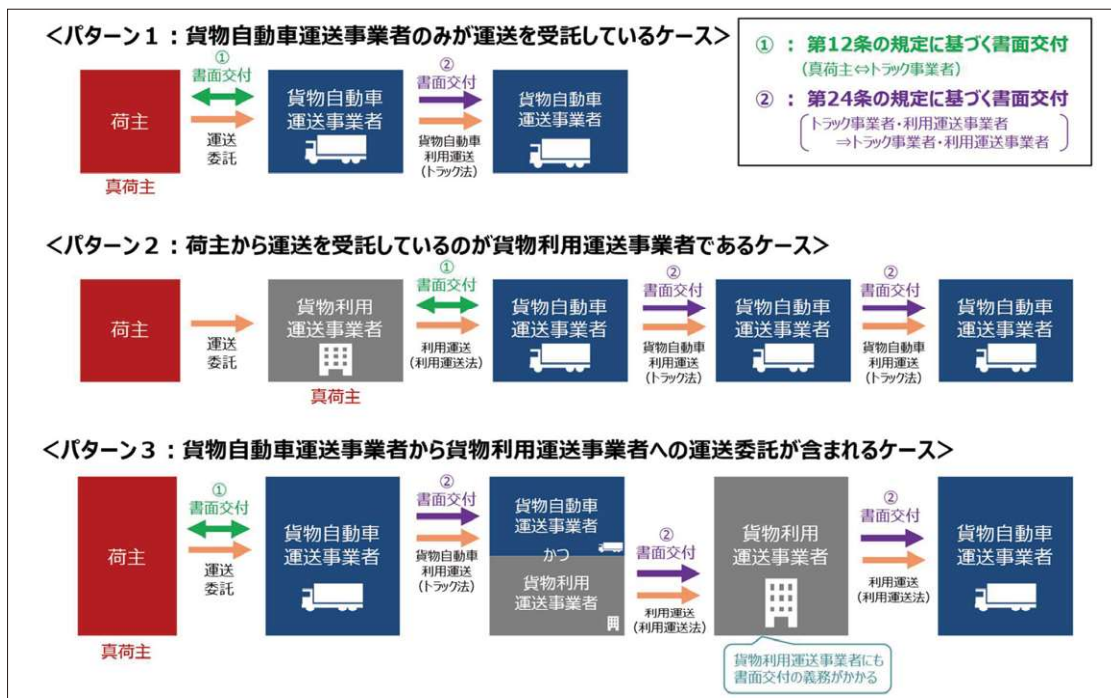 ＜パターン１：貨物自動車運送事業者のみが運送を受託しているケース＞
①
書面交付
②
書面交付
荷主
運送
委託
貨物自動車
運送事業者
貨物自動車
利用運送
(トラック法)
貨物自動車
運送事業者
真荷主
① ： 第12条の規定に基づく書面交付
(真荷主⇔トラック事業者)
② ： 第24条の規定に基づく書面交付
トラック事業者・利用運送事業者
⇒トラック事業者・利用運送事業者
＜パターン２：荷主から運送を受託しているのが貨物利用運送事業者であるケース＞
①
書面交付
②
書面交付
②
書面交付
荷主
運送
委託
貨物利用
運送事業者
利用運送
(利用運送法)
貨物自動車
運送事業者
貨物自動車
利用運送
(トラック法)
貨物自動車
運送事業者
貨物自動車
利用運送
(トラック法)
貨物自動車
運送事業者
真荷主
＜パターン３：貨物自動車運送事業者から貨物利用運送事業者への運送委託が含まれるケース＞
①
書面交付
②
書面交付
②
書面交付
②
書面交付
荷主
運送
委託
貨物自動車
運送事業者
貨物自動車
利用運送
(トラック法)
貨物自動車
運送事業者
かつ
貨物利用
運送事業者
利用運送
(利用運送法)
貨物利用
運送事業者
利用運送
(利用運送法)
貨物自動車
運送事業者
真荷主
貨物利用運送事業者にも
書面交付の義務がかかる